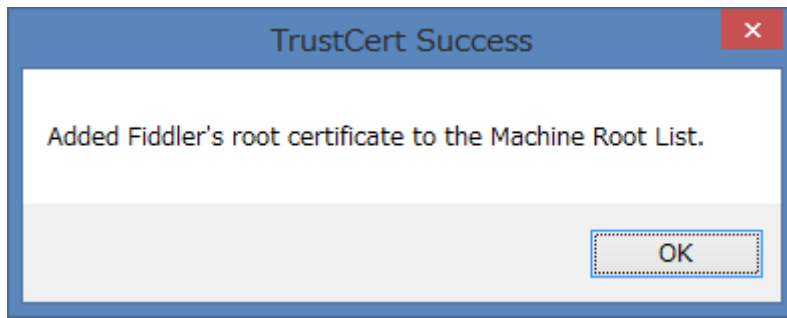 TrustCert Success
Added Fiddler's root certificate to the Machine Root List.
OK